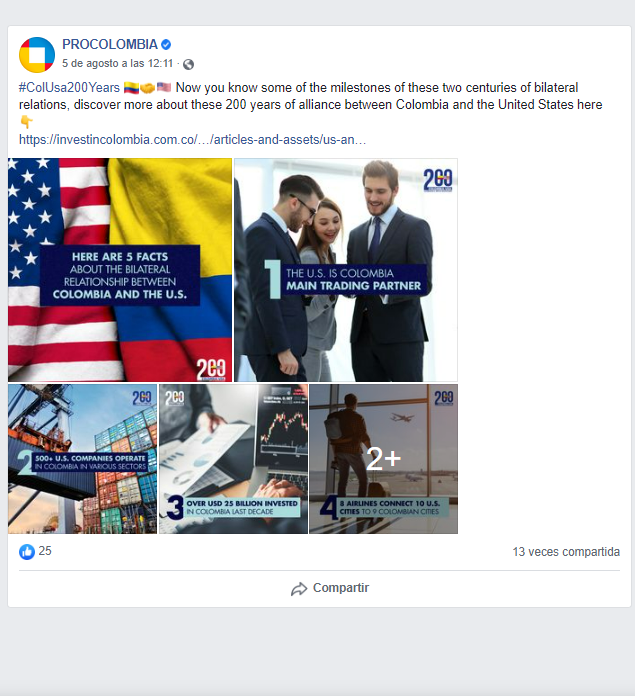 PROCOLOMBIA
5 de agosto a las 12:11 ·
#ColUsa200Years 🇨🇴🤝🇺🇸 Now you know some of the milestones of these two centuries of bilateral
relations, discover more about these 200 years of alliance between Colombia and the United States here
👇
https://investincolombia.com.co/…/articles-and-assets/us-an…
HERE ARE 5 FACTS
ABOUT THE BILATERAL
RELATIONSHIP BETWEEN
COLOMBIA AND THE U.S.
200
200
1 THE U.S. IS COLOMBIA
MAIN TRADING PARTNER
200
2 500+ U.S. COMPANIES OPERATE
IN COLOMBIA IN VARIOUS SECTORS
200
3 OVER USD 25 BILLION INVESTED
IN COLOMBIA LAST DECADE
200
2+
4 8 AIRLINES CONNECT 10 U.S.
CITIES TO 9 COLOMBIAN CITIES
25
13 veces compartida
Compartir